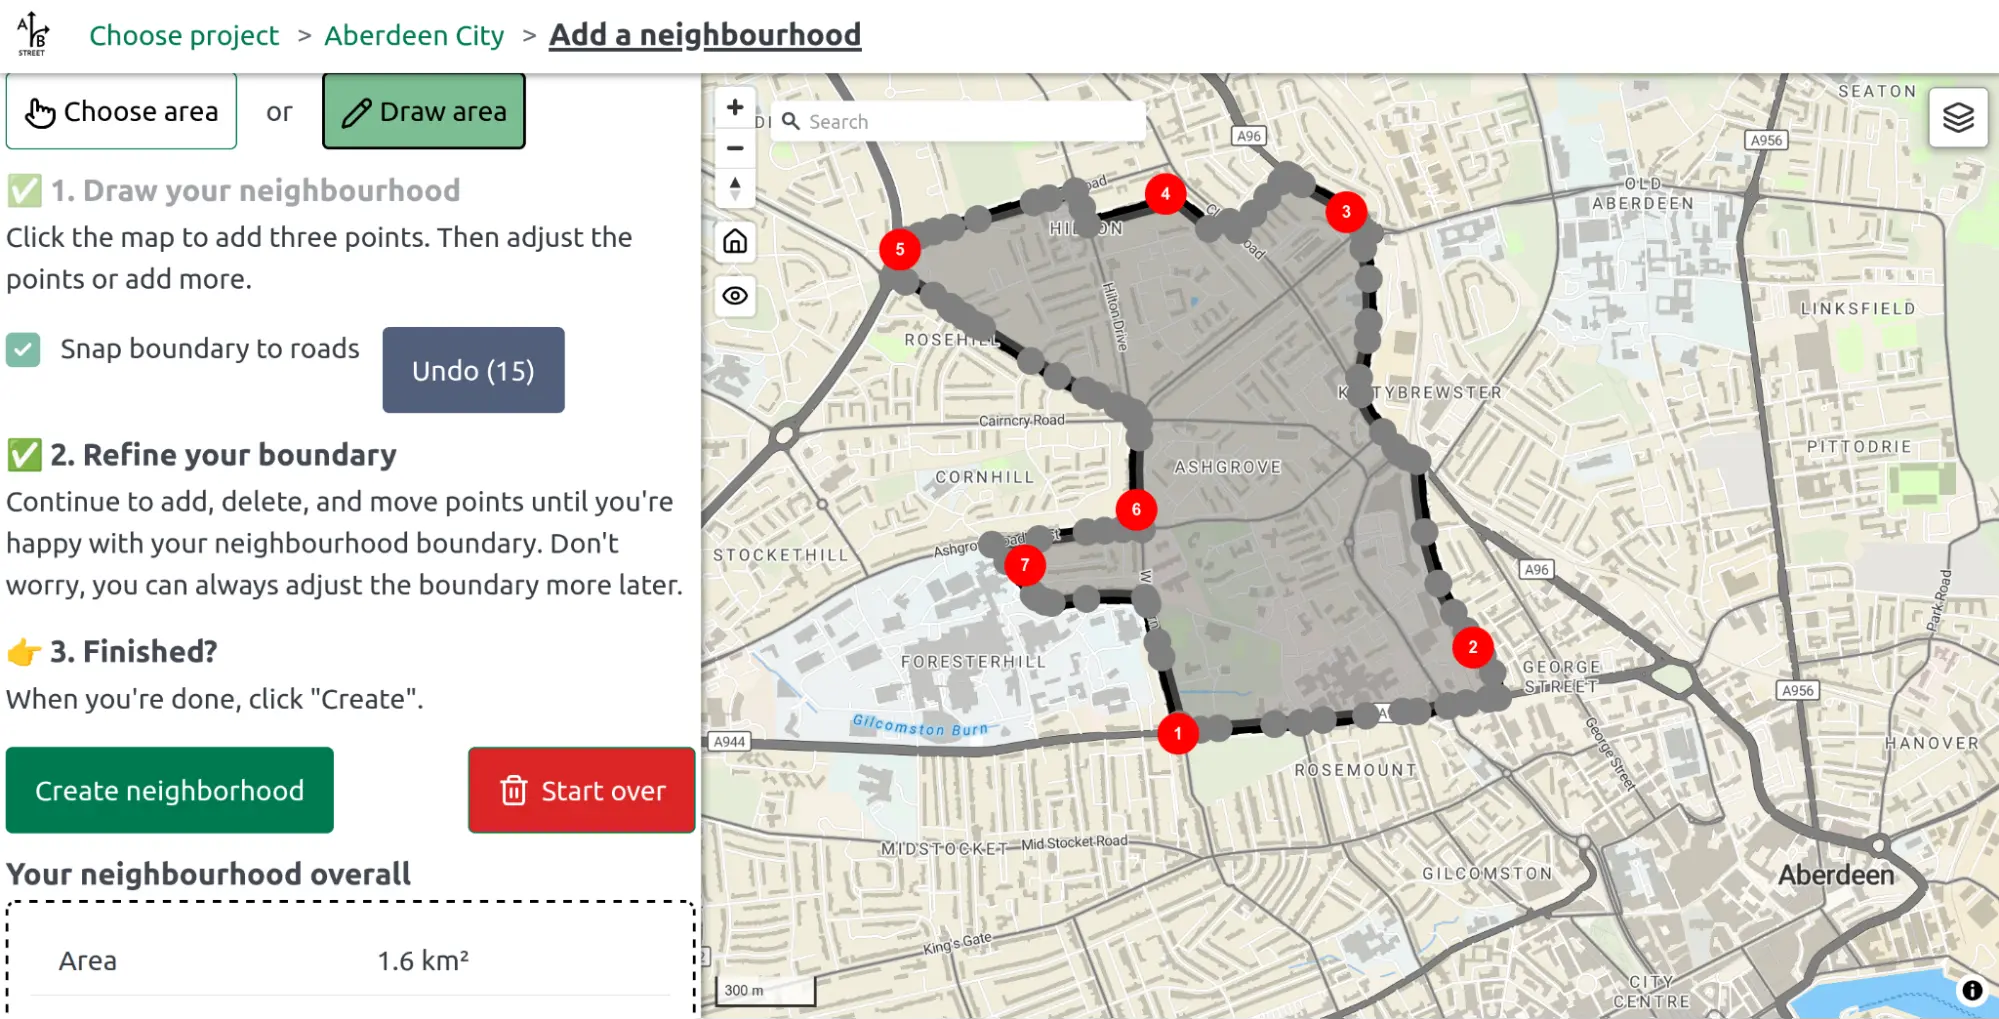 A
B
STREET
Choose project > Aberdeen City > Add a neighbourhood
Choose area or Draw area
1. Draw your neighbourhood
Click the map to add three points. Then adjust the
points or add more.
Snap boundary to roads
Undo (15)
2. Refine your boundary
Continue to add, delete, and move points until you're
happy with your neighbourhood boundary. Don't
worry, you can always adjust the boundary more later.
3. Finished?
When you're done, click "Create".
Create neighborhood
Start over
Your neighbourhood overall
Area 1.6 km²
Search
A96
A956
SEATON
OLD
ABERDEEN
4
3
5
HILTON
Hilton Drive
ROSEHILL
LINKSFIELD
KITTYBREWSTER
Cairncry Road
PITTODRIE
ASHGROVE
CORNHILL
6
STOCKETHILL
7
A96
Park Road
2
FORESTERHILL
GEORGE
STREET
A956
Gilcomston Burn
1
A944
George Street
HANOVER
ROSEMOUNT
MIDSTOCKET
Mid Stocket Road
GILCOMSTON
Aberdeen
King's Gate
CITY
CENTRE
300 m